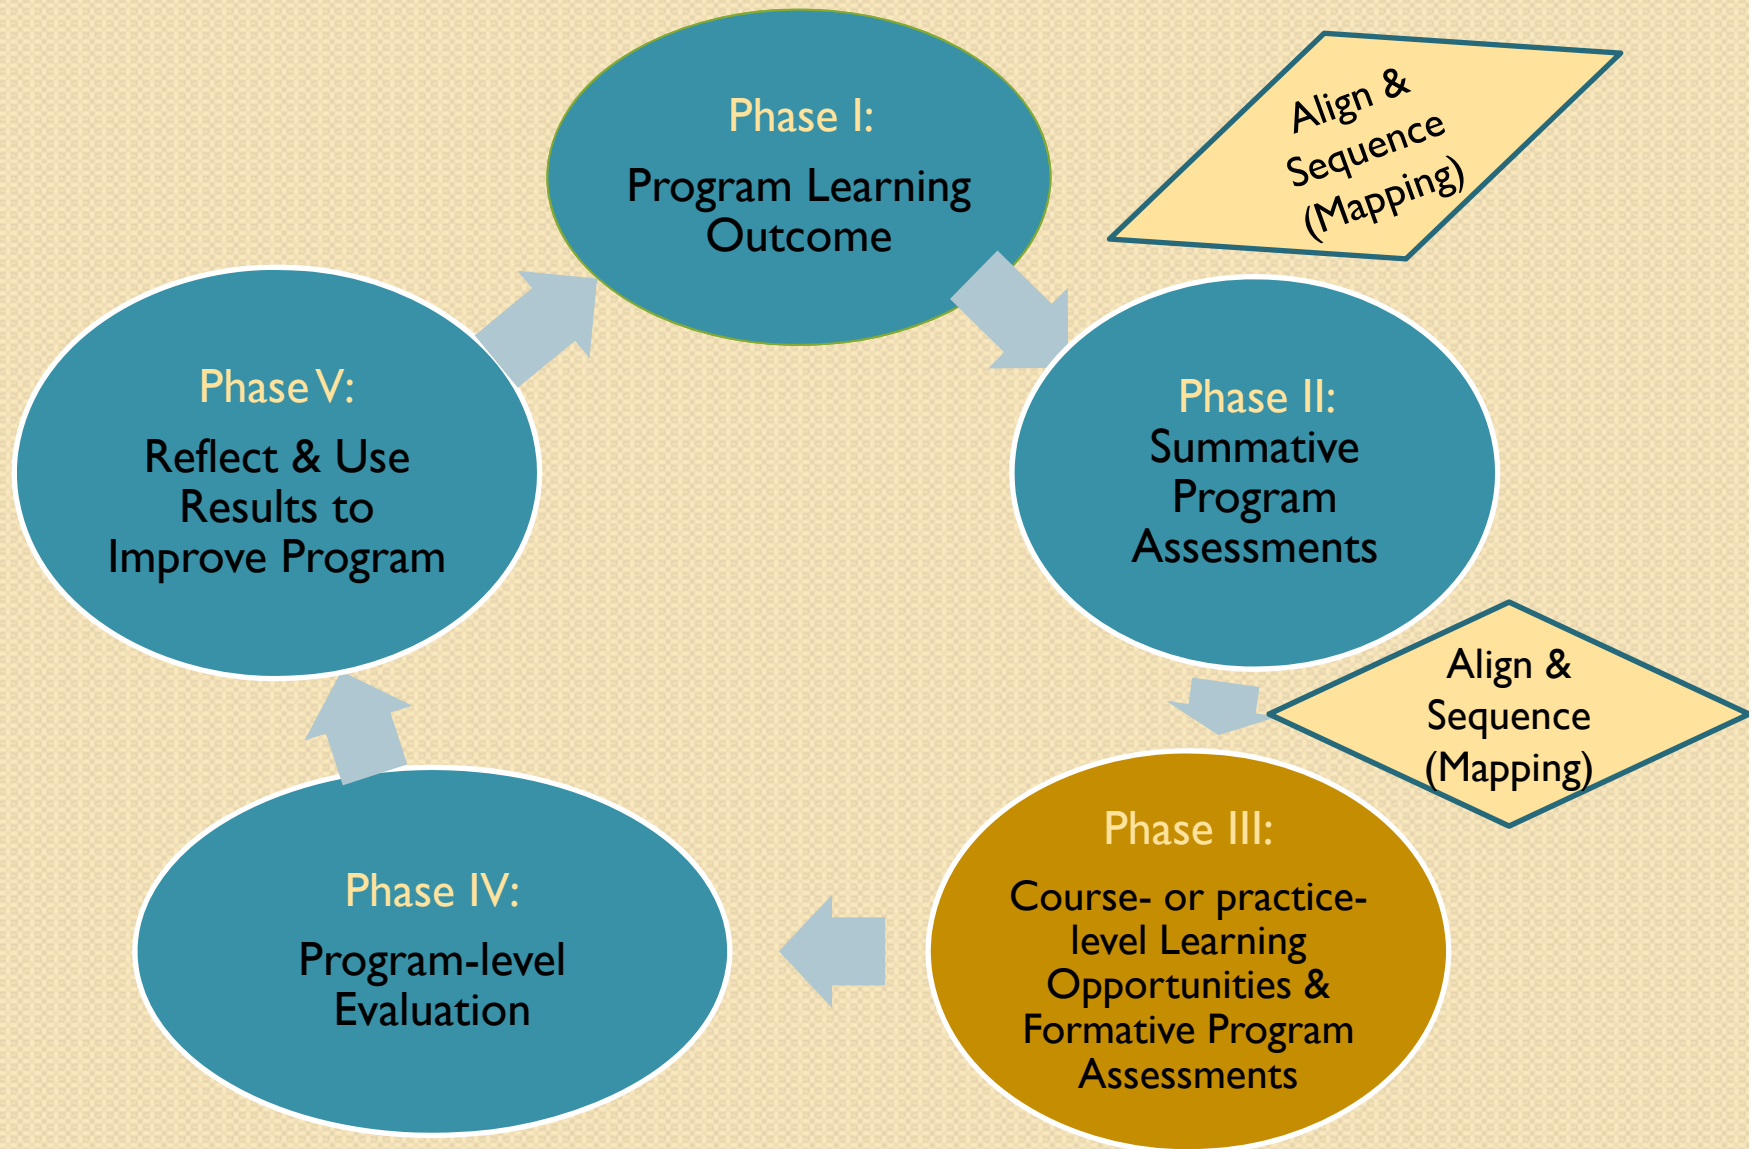 Phase I:
Program Learning
Outcome
Align &
Sequence
(Mapping)
Phase II:
Summative
Program
Assessments
Align &
Sequence
(Mapping)
Phase III:
Course- or practice-
level Learning
Opportunities &
Formative Program
Assessments
Phase IV:
Program-level
Evaluation
Phase V:
Reflect & Use
Results to
Improve Program